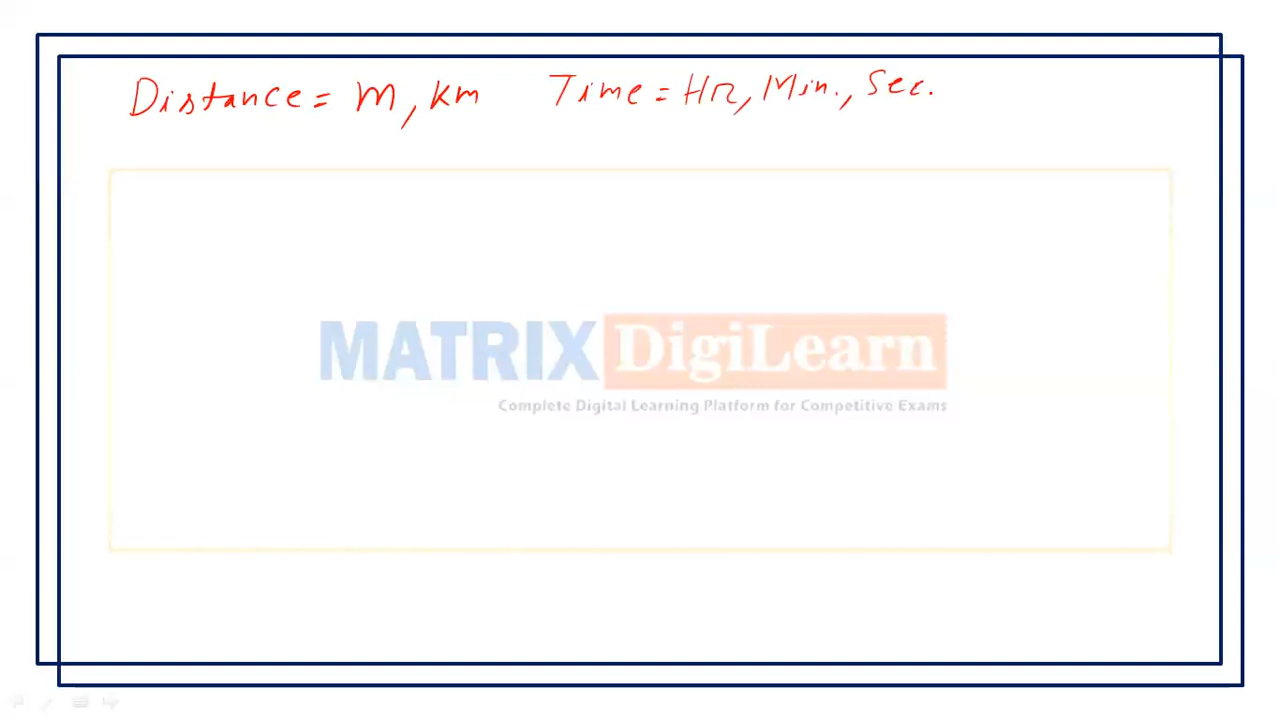 Distance = m, km Time = Hr, Min., Sec.
MATRIX DigiLearn
Complete Digital Learning Platform for Competitive Exams